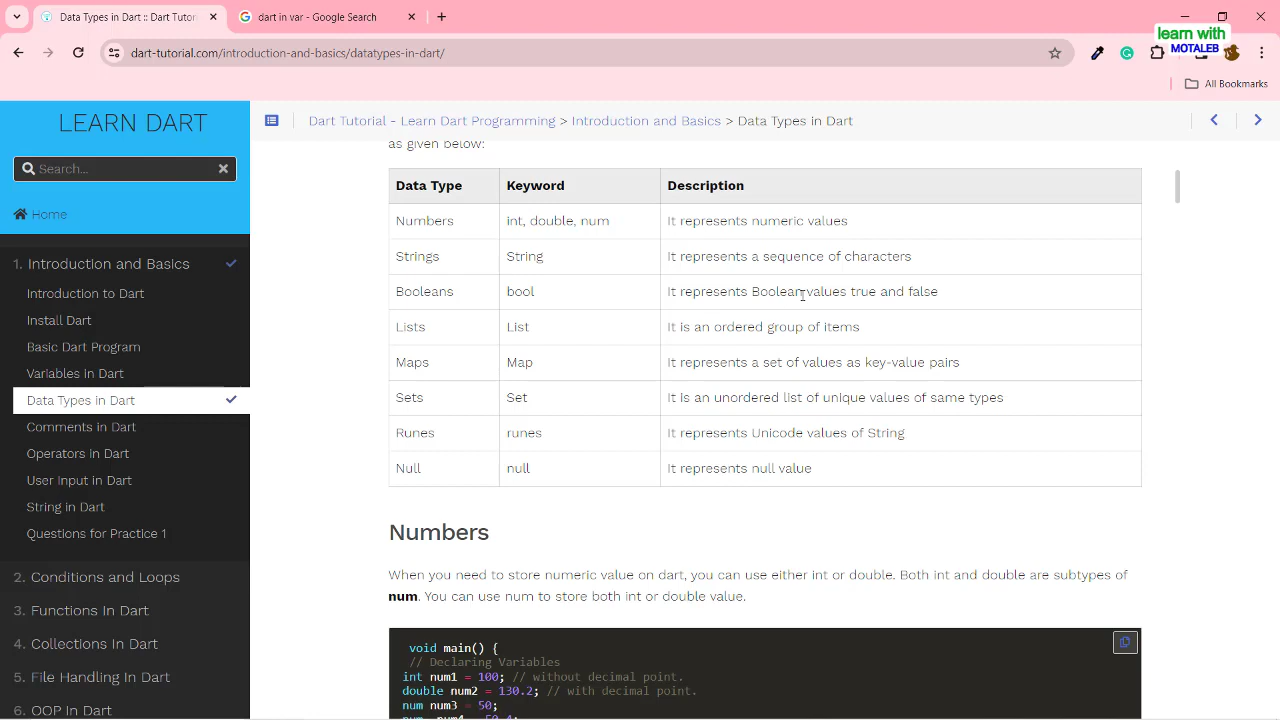 Data Types in Dart :: Dart Tutor
dart in var - Google Search
learn with
MOTALEB
dart-tutorial.com/introduction-and-basics/datatypes-in-dart/
All Bookmarks
LEARN DART
Search...
Home
1. Introduction and Basics
Introduction to Dart
Install Dart
Basic Dart Program
Variables in Dart
Data Types in Dart
Comments in Dart
Operators in Dart
User Input in Dart
String in Dart
Questions for Practice 1
2. Conditions and Loops
3. Functions In Dart
4. Collections In Dart
5. File Handling In Dart
6. OOP In Dart
Dart Tutorial - Learn Dart Programming > Introduction and Basics > Data Types in Dart
as given below:
Data Type Keyword Description
Numbers int, double, num It represents numeric values
Strings String It represents a sequence of characters
Booleans bool It represents Boolean values true and false
Lists List It is an ordered group of items
Maps Map It represents a set of values as key-value pairs
Sets Set It is an unordered list of unique values of same types
Runes runes It represents Unicode values of String
Null null It represents null value
Numbers
When you need to store numeric value on dart, you can use either int or double. Both int and double are subtypes of
num. You can use num to store both int or double value.
void main() {
// Declaring Variables
int num1 = 100; // without decimal point.
double num2 = 130.2; // with decimal point.
num num3 = 50;
num num4 = 50.4;